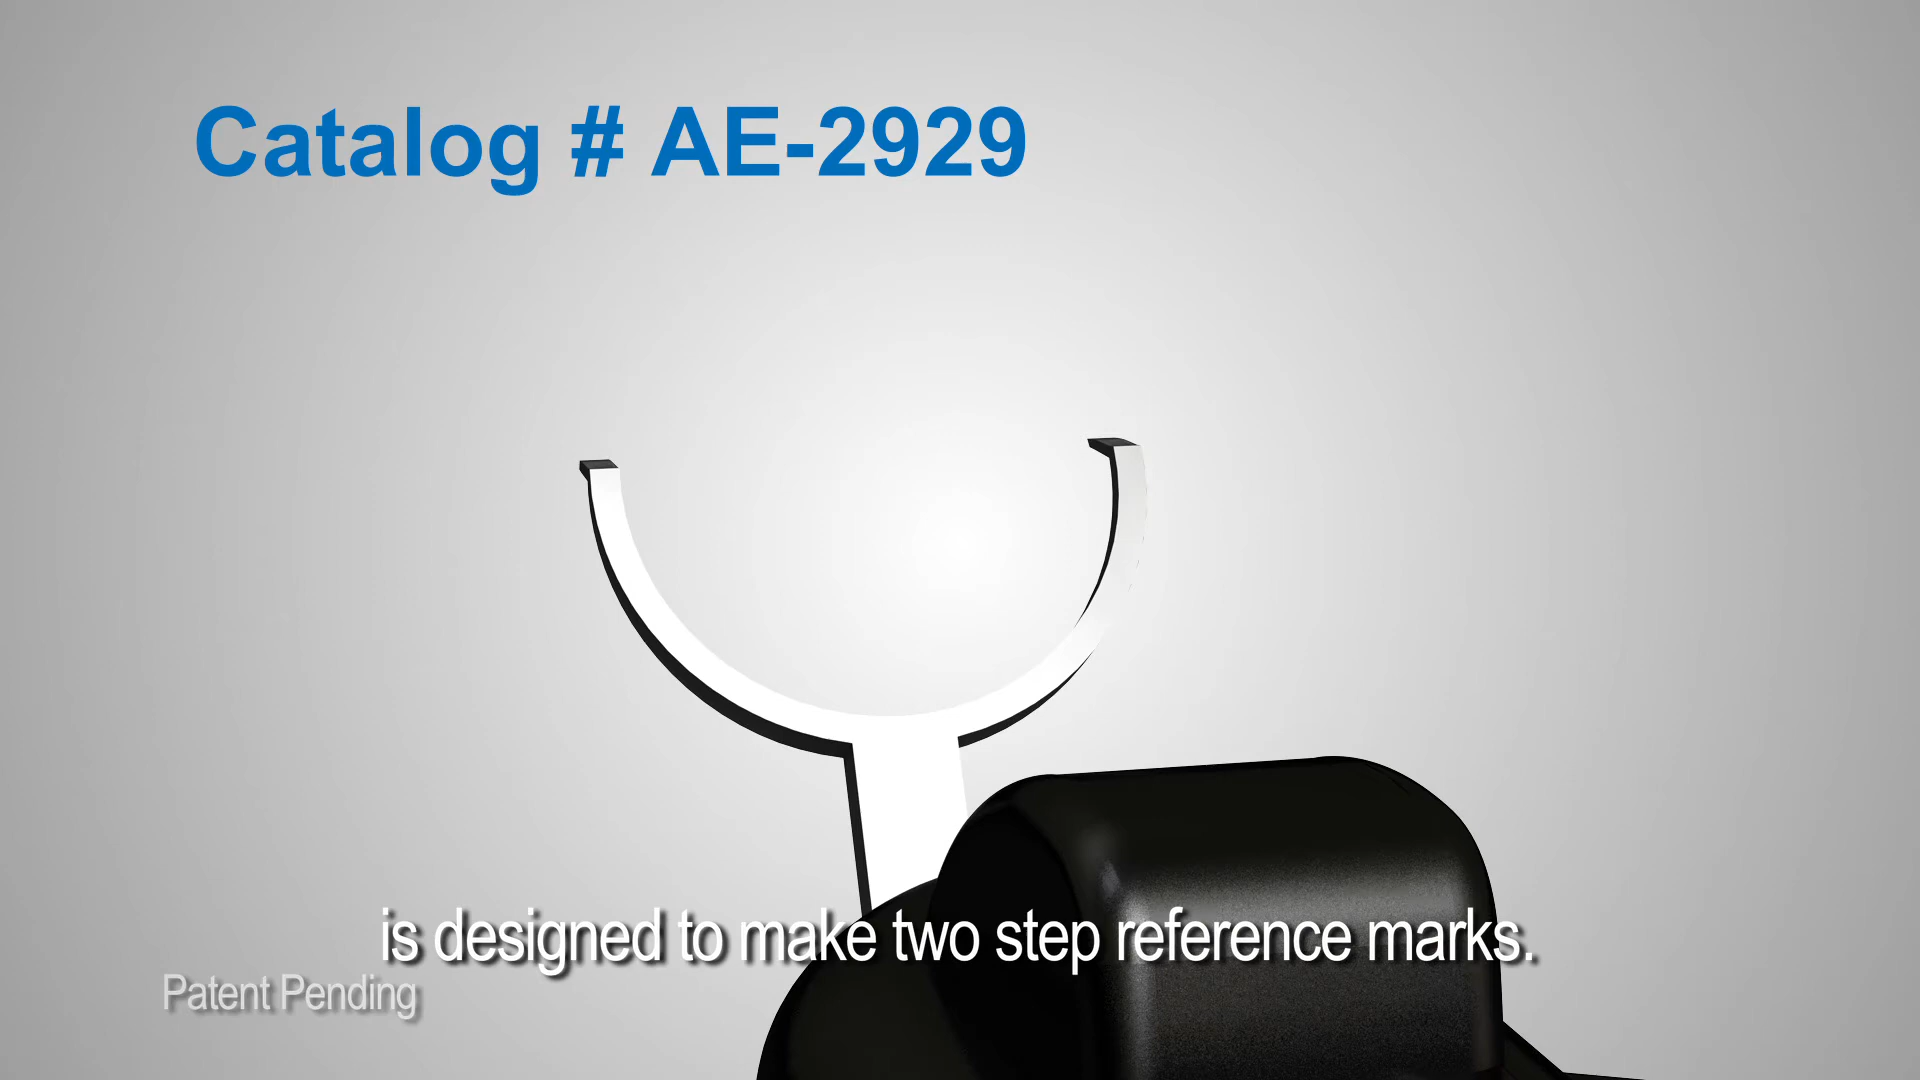 Catalog # AE-2929
is designed to make two step reference marks.
Patent Pending